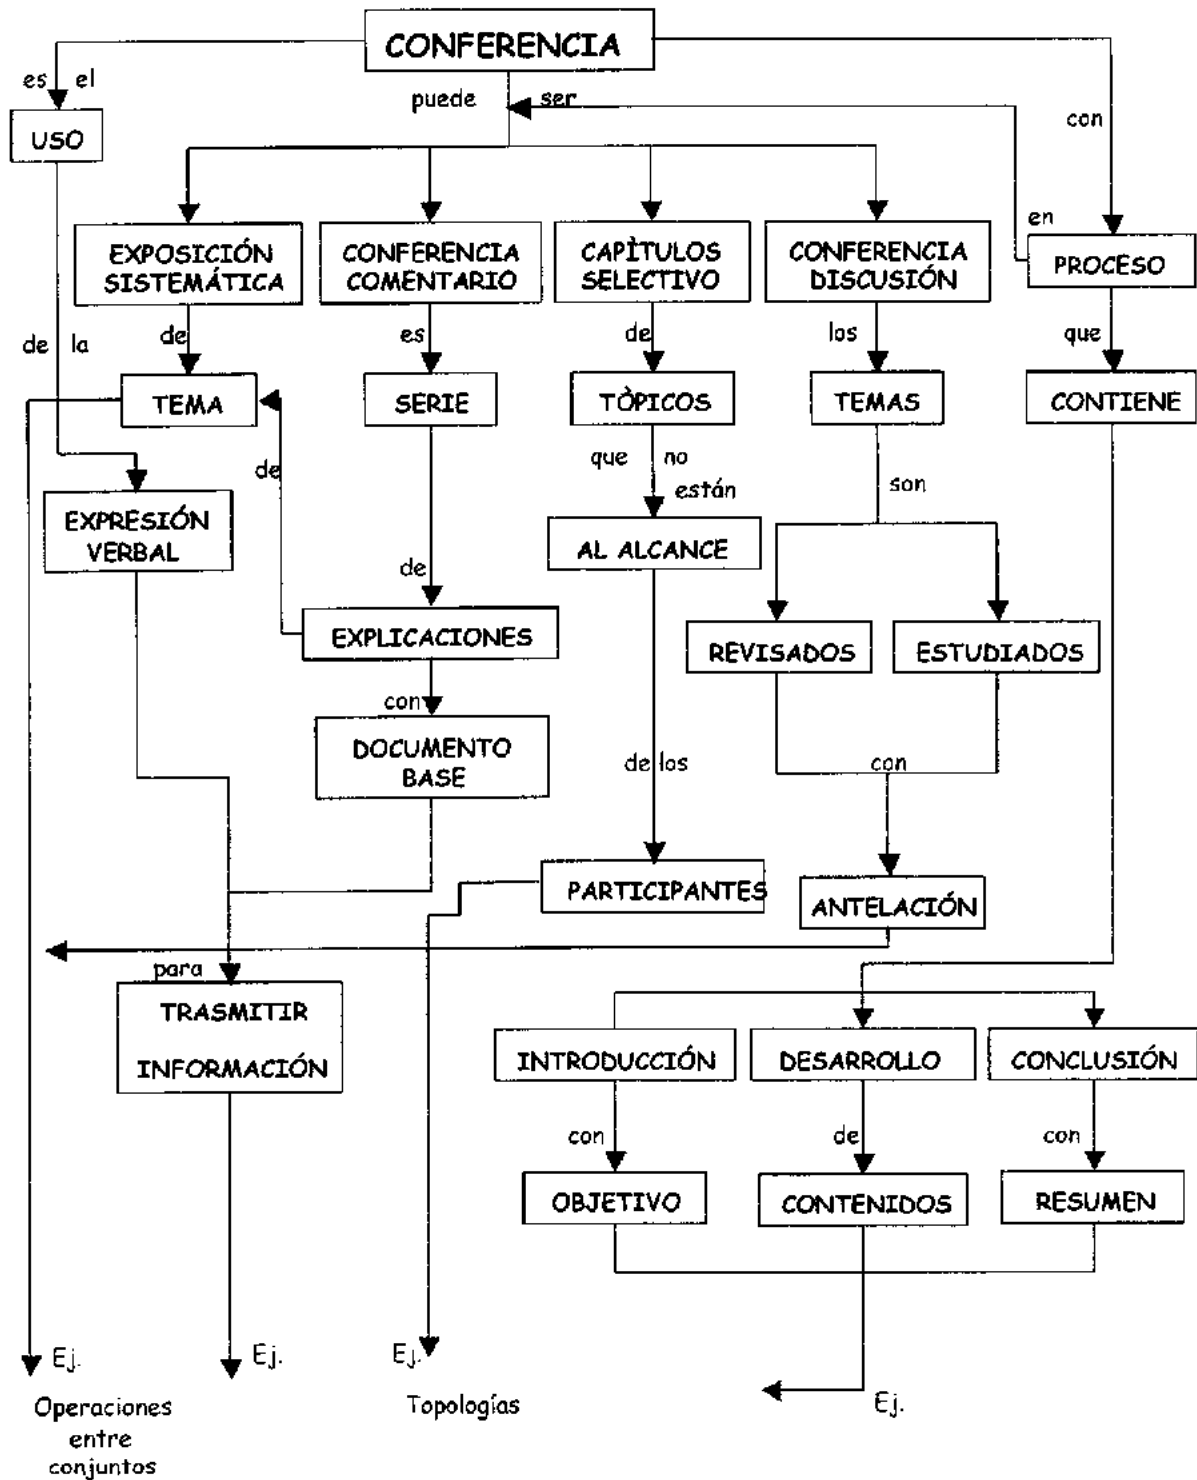 CONFERENCIA
es el
puede ser
con
USO
en
EXPOSICIÓN
SISTEMÁTICA
CONFERENCIA
COMENTARIO
CAPÌTULOS
SELECTIVO
CONFERENCIA
DISCUSIÓN
PROCESO
de la
de
es
de
los
que
TEMA
SERIE
TÒPICOS
TEMAS
CONTIENE
de
que no
están
son
EXPRESIÓN
VERBAL
AL ALCANCE
de
EXPLICACIONES
REVISADOS
ESTUDIADOS
con
DOCUMENTO
BASE
de los
con
PARTICIPANTES
ANTELACIÓN
para
TRASMITIR
INFORMACIÓN
INTRODUCCIÓN
DESARROLLO
CONCLUSIÓN
con
de
con
OBJETIVO
CONTENIDOS
RESUMEN
Ej.
Ej.
Ej.
Ej.
Operaciones
entre
conjuntos
Topologías